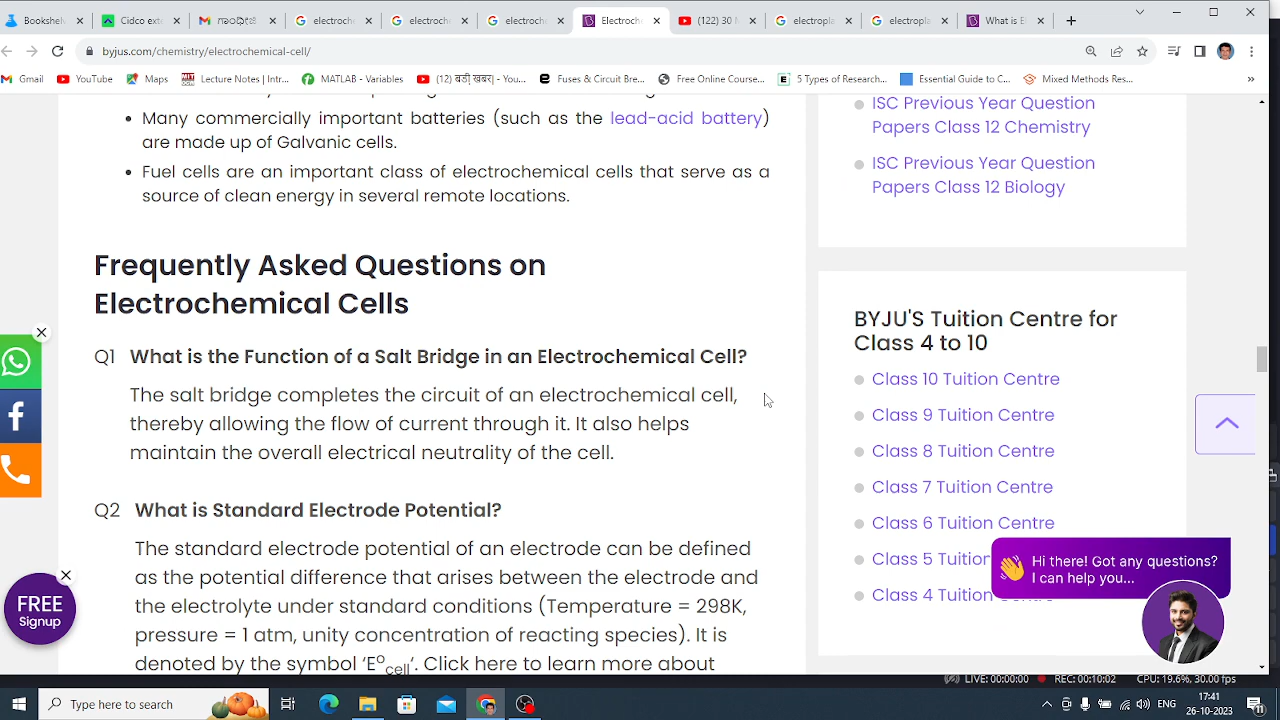 Bookshel
Cidco ext
electroche
electroche
electroche
Electroch
(122) 30 M
electropla
electropla
What is El
byjus.com/chemistry/electrochemical-cell/
Gmail
YouTube
Maps
Lecture Notes | Intr...
MATLAB - Variables
(12) बड़ी खबर} - You...
Fuses & Circuit Bre...
Free Online Course...
5 Types of Research...
Essential Guide to C...
Mixed Methods Res...
»
• Many commercially important batteries (such as the lead-acid battery)
are made up of Galvanic cells.
• Fuel cells are an important class of electrochemical cells that serve as a
source of clean energy in several remote locations.
Frequently Asked Questions on
Electrochemical Cells
Q1 What is the Function of a Salt Bridge in an Electrochemical Cell?
The salt bridge completes the circuit of an electrochemical cell,
thereby allowing the flow of current through it. It also helps
maintain the overall electrical neutrality of the cell.
Q2 What is Standard Electrode Potential?
The standard electrode potential of an electrode can be defined
as the potential difference that arises between the electrode and
the electrolyte under standard conditions (Temperature = 298K,
pressure = 1 atm, unity concentration of reacting species). It is
denoted by the symbol ‘E°cell‘. Click here to learn more about
ISC Previous Year Question
Papers Class 12 Chemistry
ISC Previous Year Question
Papers Class 12 Biology
BYJU'S Tuition Centre for
Class 4 to 10
Class 10 Tuition Centre
Class 9 Tuition Centre
Class 8 Tuition Centre
Class 7 Tuition Centre
Class 6 Tuition Centre
Class 5 Tuition
Class 4 Tuition
Hi there! Got any questions?
I can help you...
FREE
Signup
LIVE: 00:00:00
REC: 00:10:02
CPU: 19.6%, 30.00 fps
Type here to search
17:41
26-10-2023